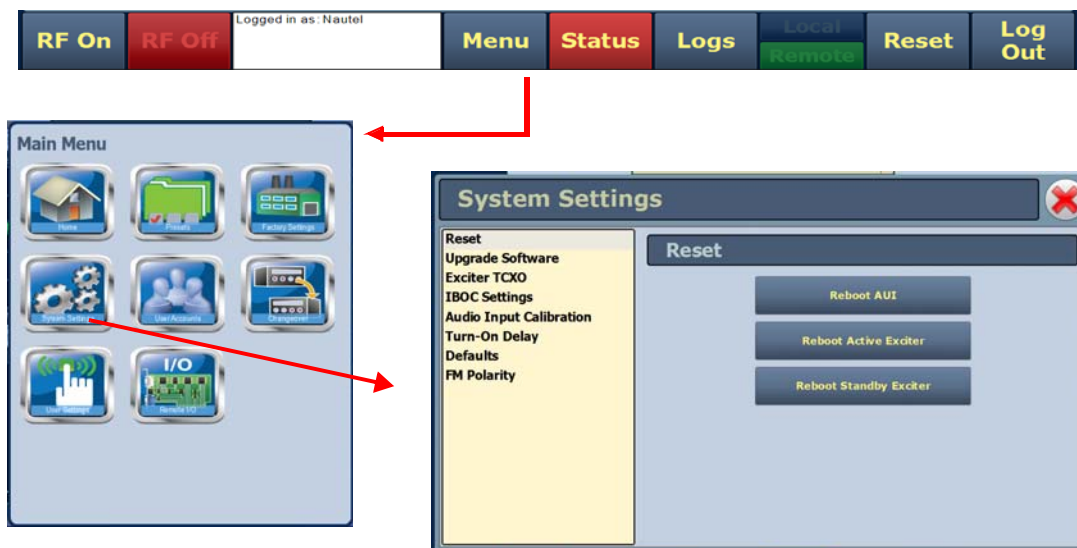 RF On
RF Off
Logged in as: Nautel
Menu
Status
Logs
Local
Remote
Reset
Log
Out
Main Menu
Home
Presets
Factory Settings
System Settings
User Accounts
Changeover
User Settings
I/O
Remote I/O
System Settings
Reset
Upgrade Software
Exciter TCXO
IBOC Settings
Audio Input Calibration
Turn-On Delay
Defaults
FM Polarity
Reset
Reboot AUI
Reboot Active Exciter
Reboot Standby Exciter